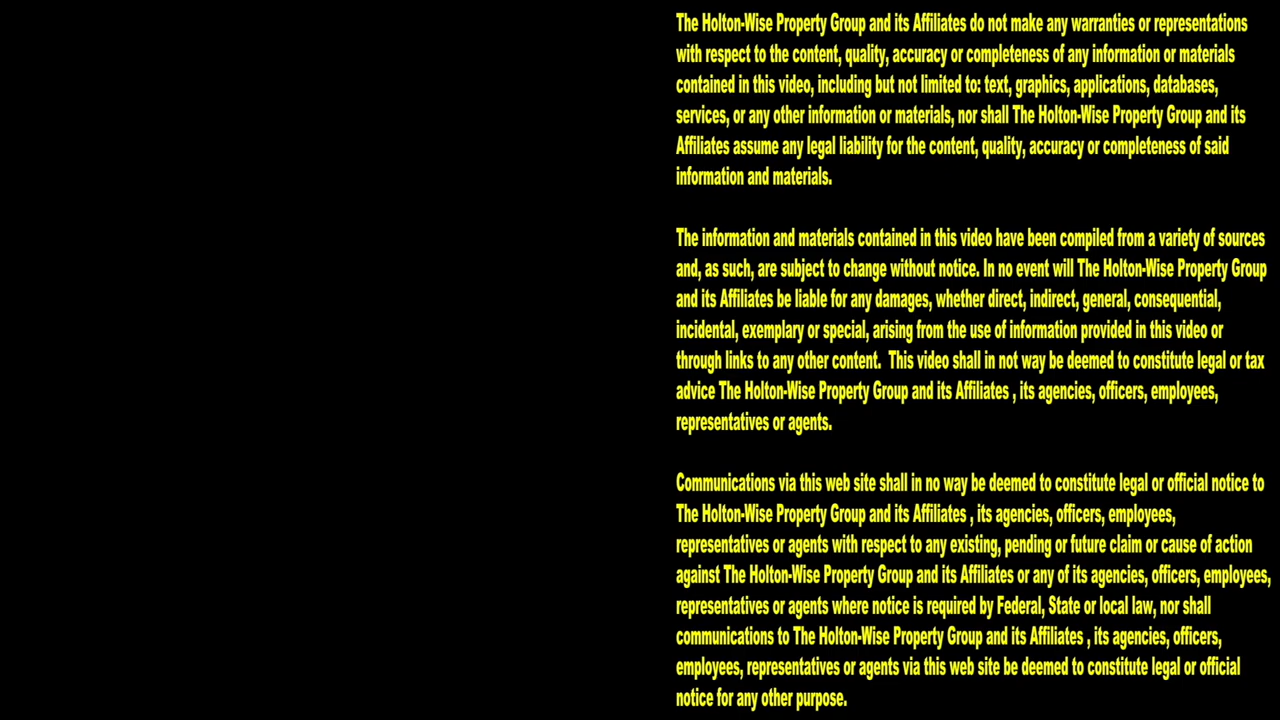 The Holton-Wise Property Group and its Affiliates do not make any warranties or representations
with respect to the content, quality, accuracy or completeness of any information or materials
contained in this video, including but not limited to: text, graphics, applications, databases,
services, or any other information or materials, nor shall The Holton-Wise Property Group and its
Affiliates assume any legal liability for the content, quality, accuracy or completeness of said
information and materials.
The information and materials contained in this video have been compiled from a variety of sources
and, as such, are subject to change without notice. In no event will The Holton-Wise Property Group
and its Affiliates be liable for any damages, whether direct, indirect, general, consequential,
incidental, exemplary or special, arising from the use of information provided in this video or
through links to any other content.  This video shall in not way be deemed to constitute legal or tax
advice The Holton-Wise Property Group and its Affiliates , its agencies, officers, employees,
representatives or agents.
Communications via this web site shall in no way be deemed to constitute legal or official notice to
The Holton-Wise Property Group and its Affiliates , its agencies, officers, employees,
representatives or agents with respect to any existing, pending or future claim or cause of action
against The Holton-Wise Property Group and its Affiliates or any of its agencies, officers, employees,
representatives or agents where notice is required by Federal, State or local law, nor shall
communications to The Holton-Wise Property Group and its Affiliates , its agencies, officers,
employees, representatives or agents via this web site be deemed to constitute legal or official
notice for any other purpose.